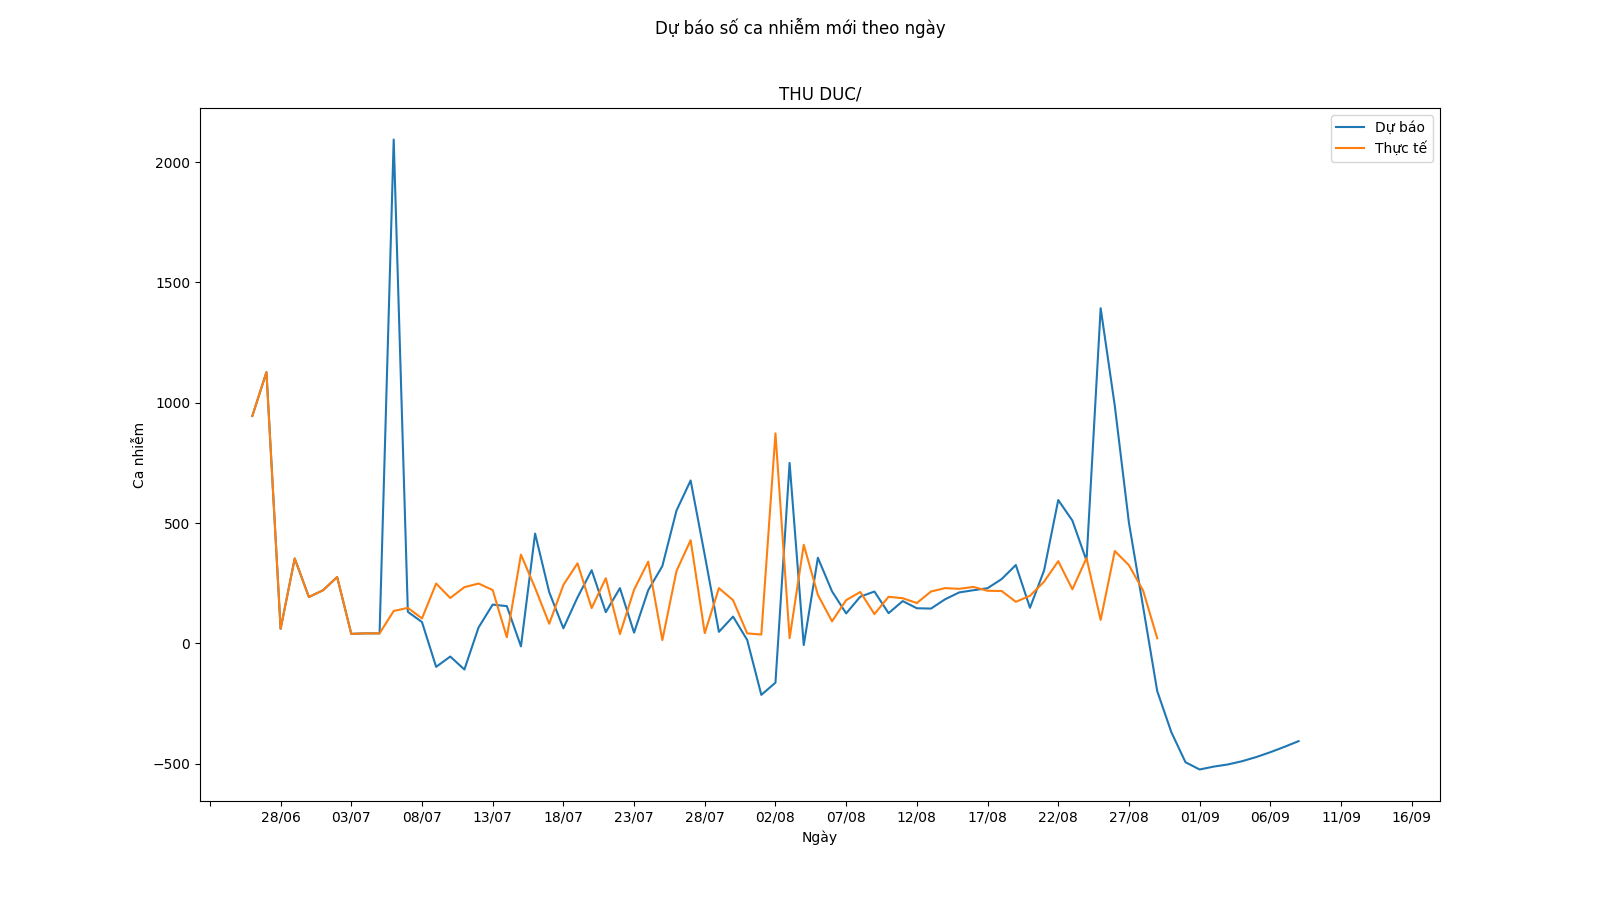 Dự báo số ca nhiễm mới theo ngày
THU DUC/
Dự báo
Thực tế
2000
1500
1000
500
0
−500
Ca nhiễm
28/06 03/07 08/07 13/07 18/07 23/07 28/07 02/08 07/08 12/08 17/08 22/08 27/08 01/09 06/09 11/09 16/09
Ngày